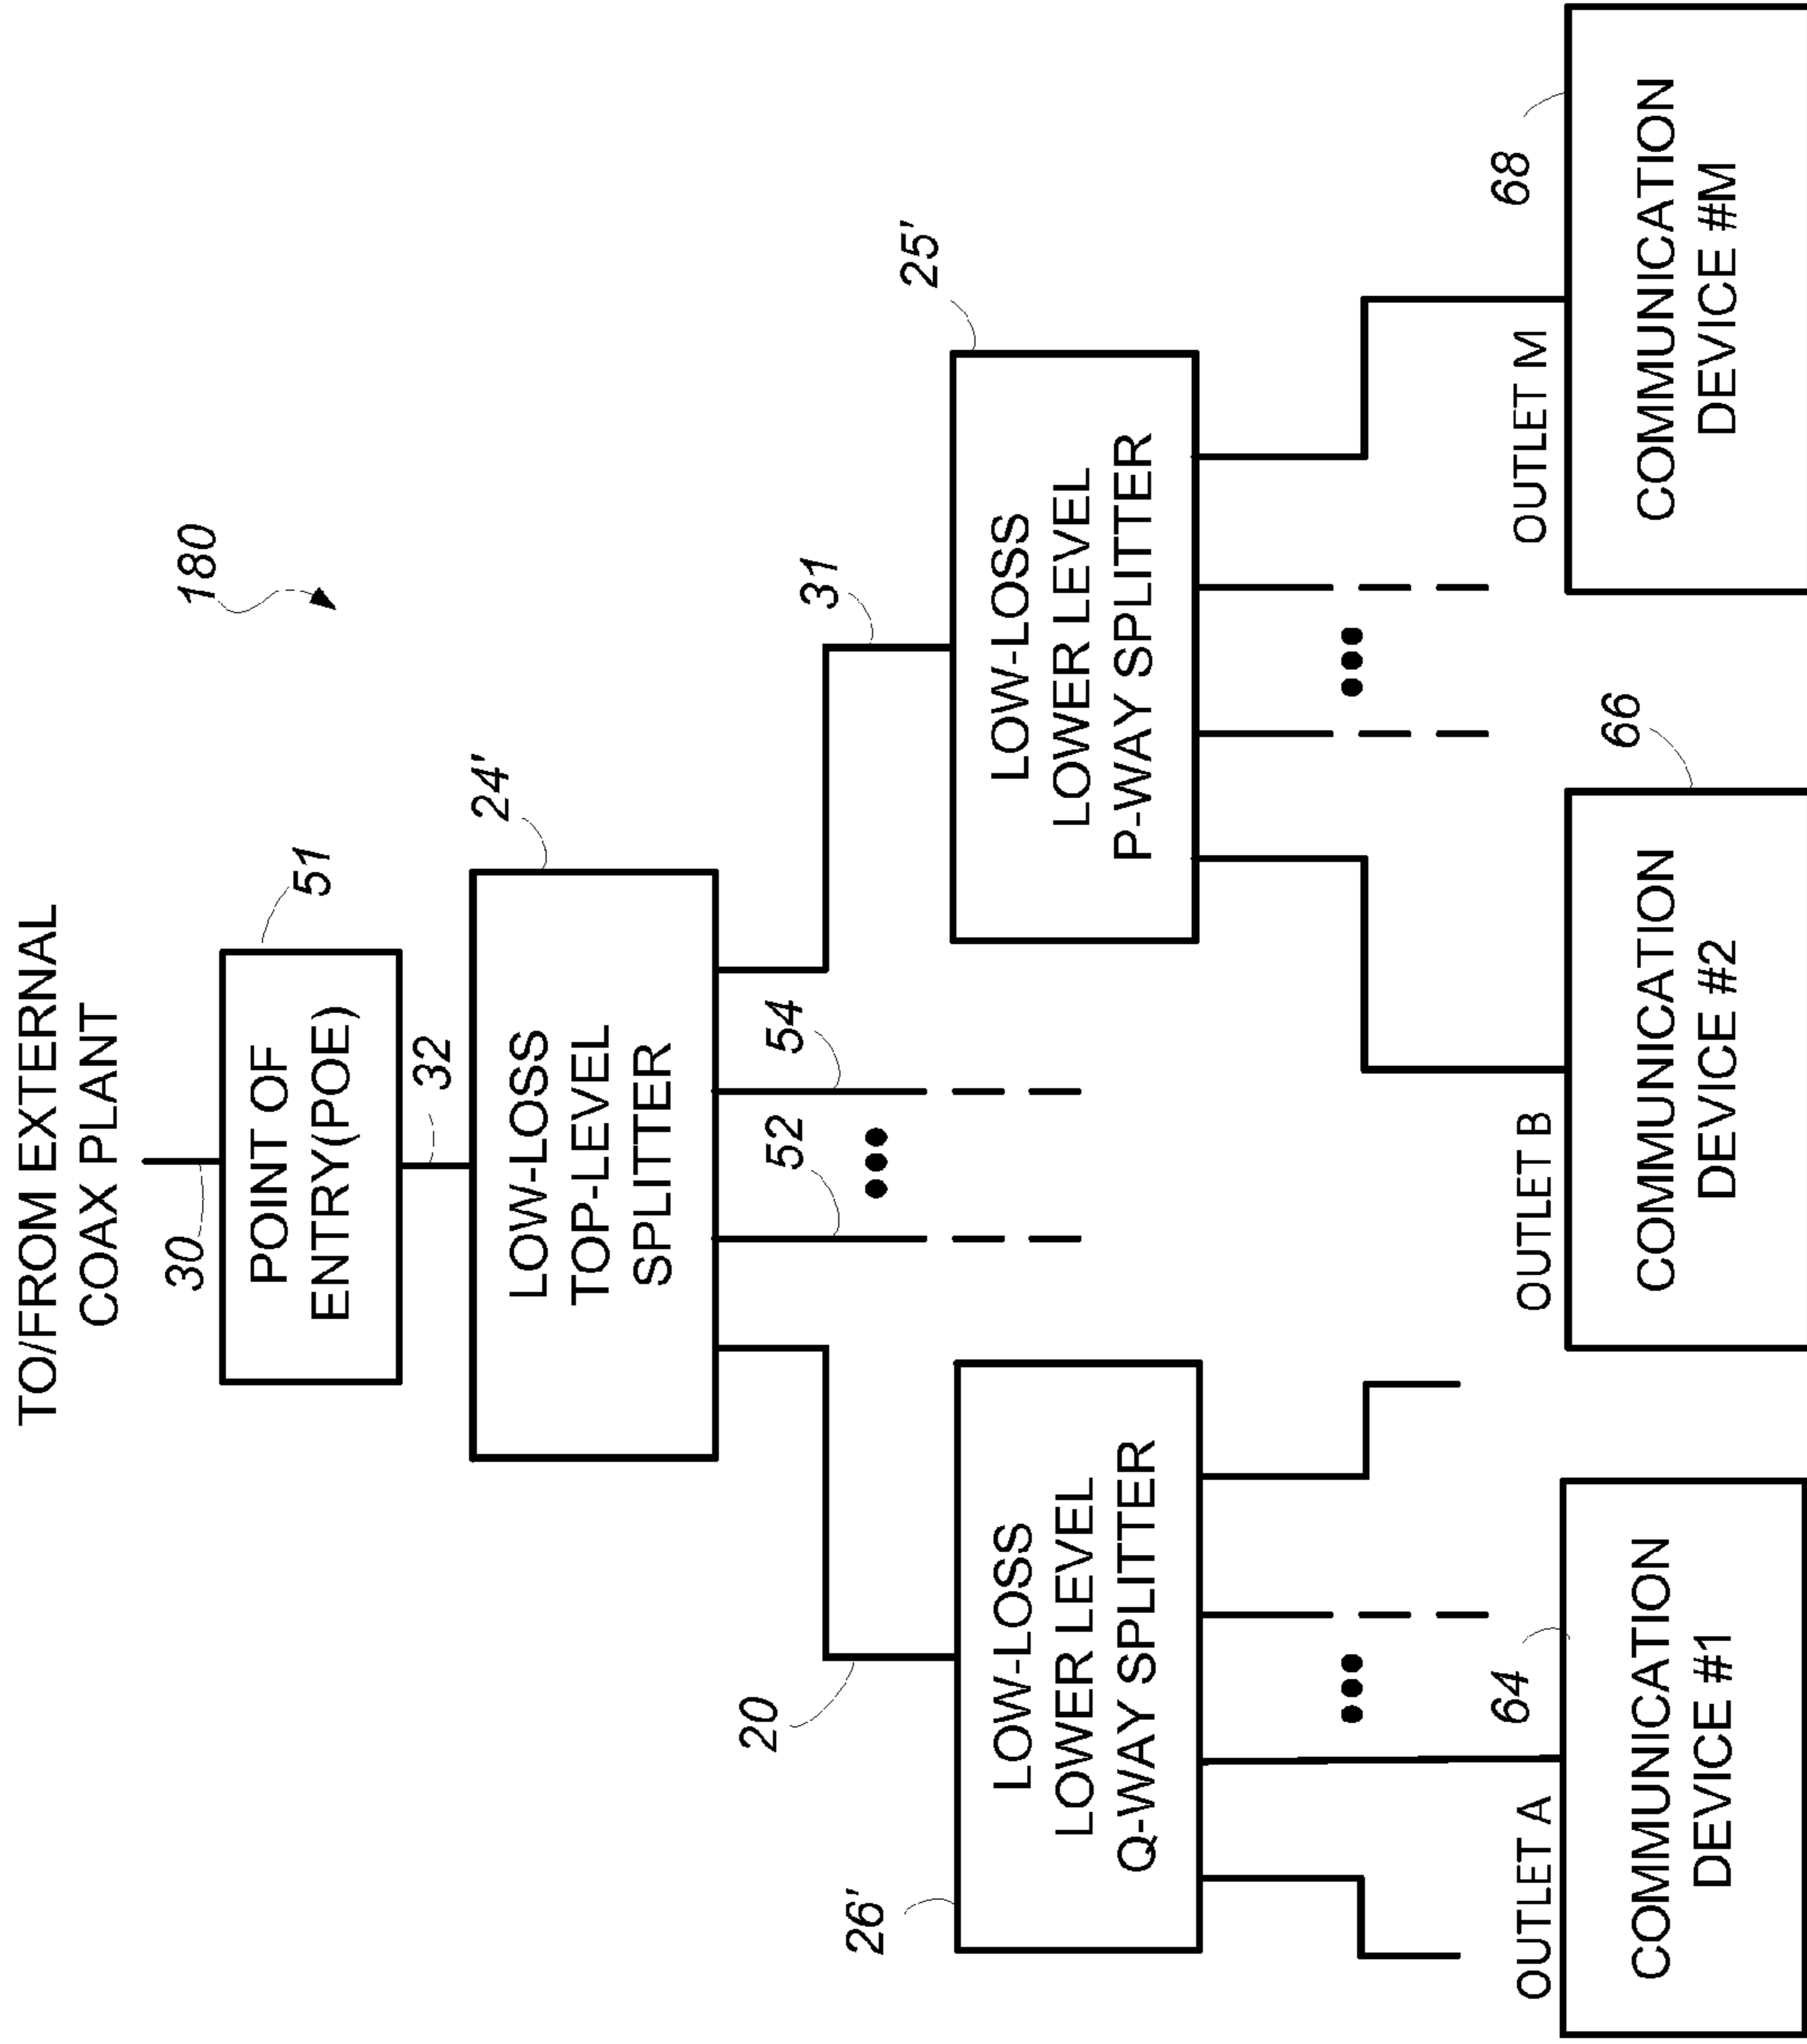 TO/FROM EXTERNAL
COAX PLANT
180
30
POINT OF
ENTRY(POE)
51
32
24'
LOW-LOSS
TOP-LEVEL
SPLITTER
52
54
20
31
26'
LOW-LOSS
LOWER LEVEL
Q-WAY SPLITTER
25'
LOW-LOSS
LOWER LEVEL
P-WAY SPLITTER
OUTLET A
64
OUTLET B
66
OUTLET M
68
COMMUNICATION
DEVICE #1
COMMUNICATION
DEVICE #2
COMMUNICATION
DEVICE #M